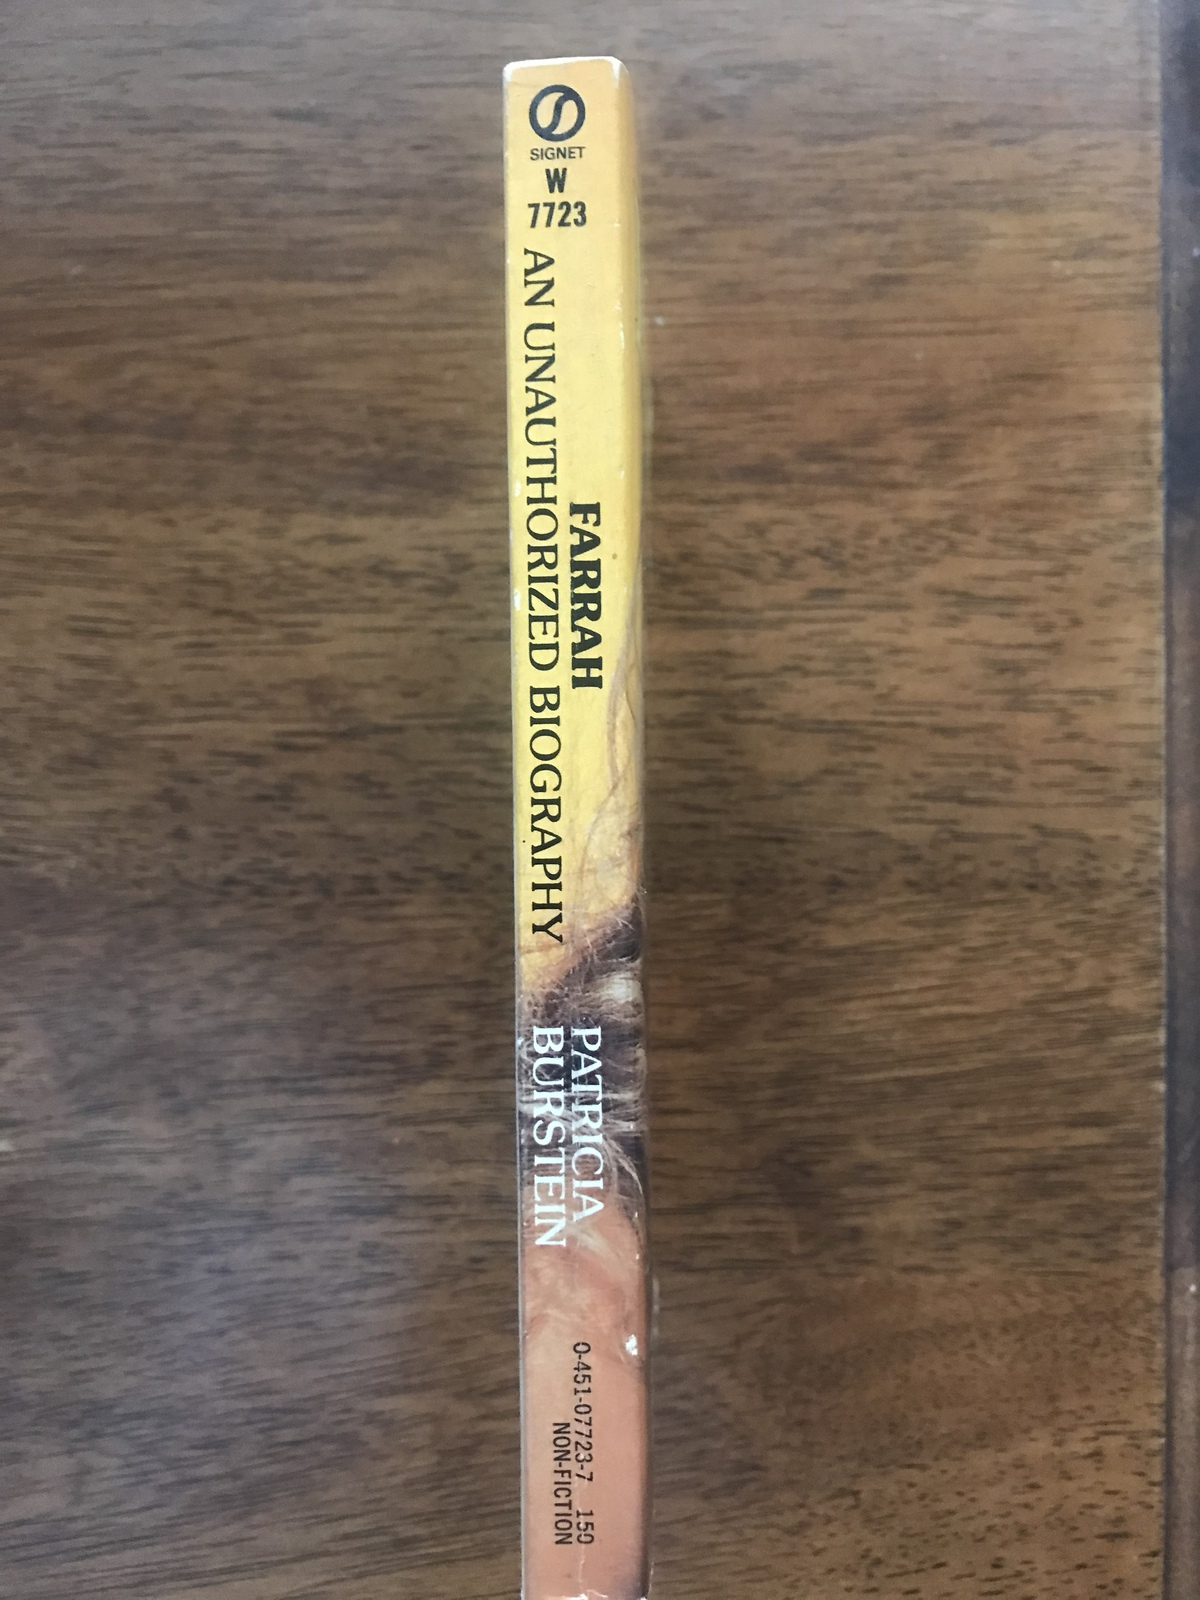 SIGNET
W
7723
FARRAH
AN UNAUTHORIZED BIOGRAPHY
PATRICIA
BURSTEIN
0-451-07723-7 150
NON-FICTION